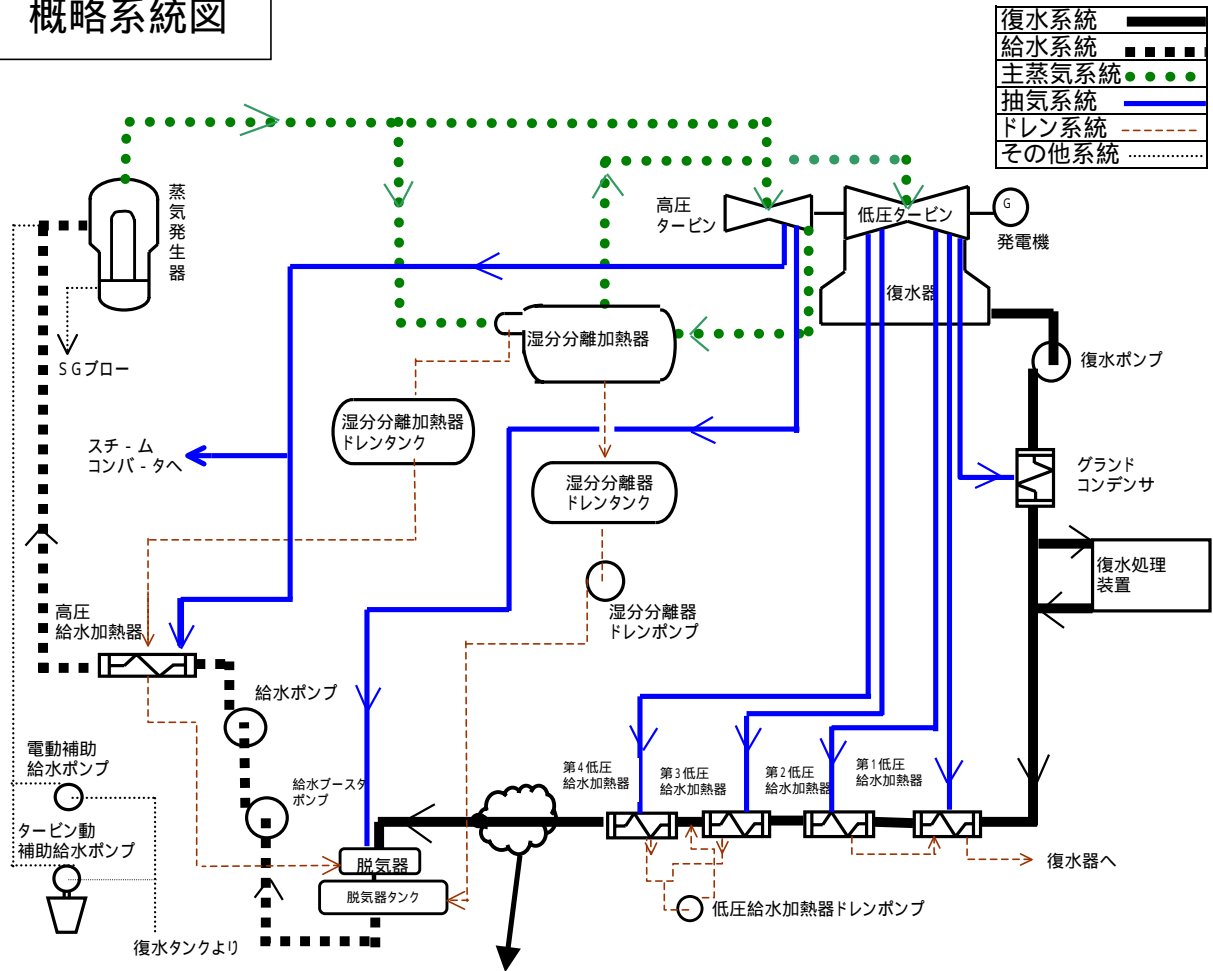 概略系統図
復水系統
給水系統
主蒸気系統
抽気系統
ドレン系統
その他系統
蒸気発生器
高圧
タービン
低圧タービン
G
発電機
復水器
湿分分離加熱器
復水ポンプ
SGブロー
湿分分離加熱器
ドレンタンク
スチ-ム
コンバ-タへ
湿分分離器
ドレンタンク
グランド
コンデンサ
復水処理
装置
湿分分離器
ドレンポンプ
高圧
給水加熱器
給水ポンプ
電動補助
給水ポンプ
給水ブースタ
ポンプ
第4低圧
給水加熱器
第3低圧
給水加熱器
第2低圧
給水加熱器
第1低圧
給水加熱器
タービン動
補助給水ポンプ
脱気器
脱気器タンク
復水器へ
低圧給水加熱器ドレンポンプ
復水タンクより